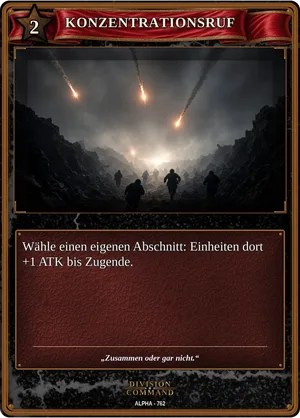 2
KONZENTRATIONSRUF
Wähle einen eigenen Abschnitt: Einheiten dort
+1 ATK bis Zugende.
„Zusammen oder gar nicht.“
DIVISION
COMMAND
ALPHA - 762